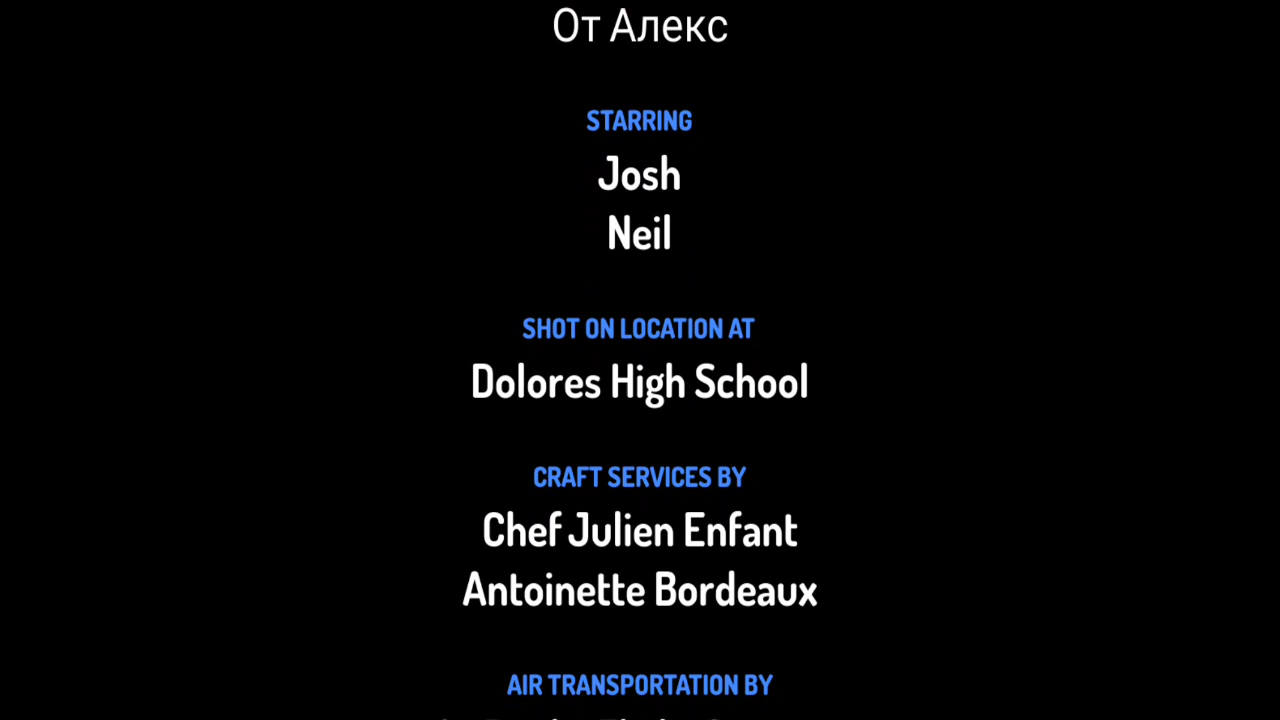 От Алекс
STARRING
Josh
Neil
SHOT ON LOCATION AT
Dolores High School
CRAFT SERVICES BY
Chef Julien Enfant
Antoinette Bordeaux
AIR TRANSPORTATION BY